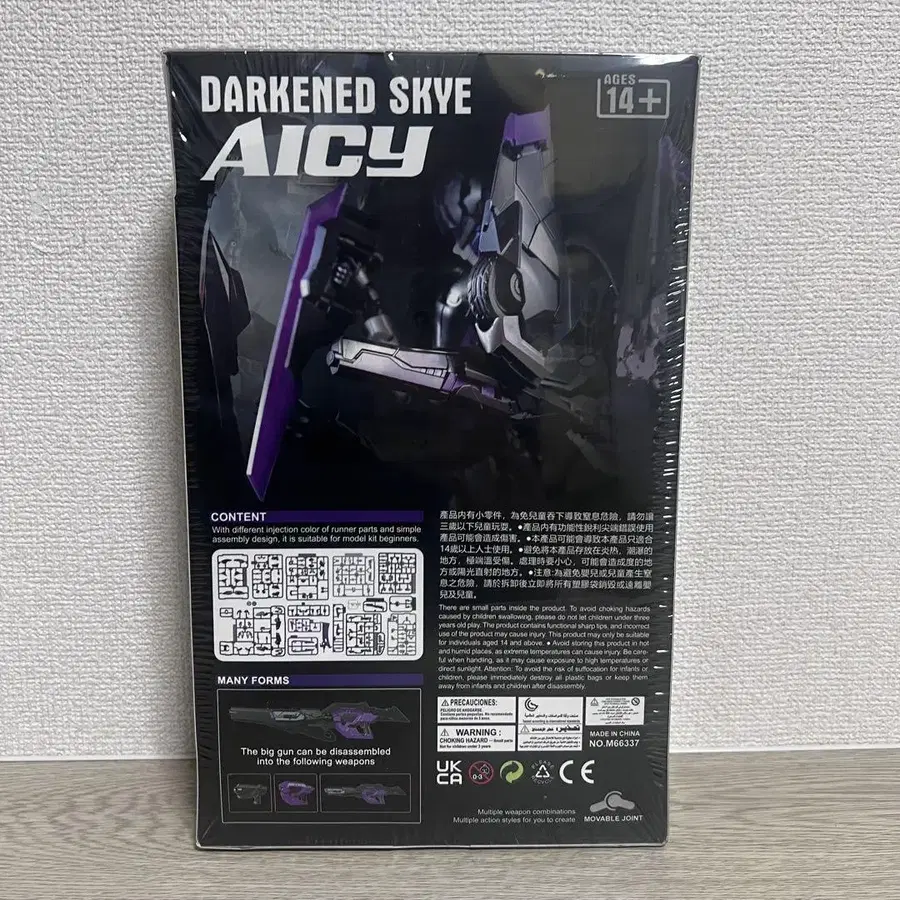 DARKENED SKYE
AICY
AGES
14+
CONTENT
With different injection color of runner parts and simple
assembly design, it is suitable for model kit beginners.
MANY FORMS
The big gun can be disassembled
into the following weapons
產品內有小零件，為免兒童吞下導致窒息危險，請勿讓
三歲以下兒童玩耍。●產品內有功能性銳利尖端錯誤使用
產品可能會造成傷害。●本產品可能會導致本產品只適合
14歲以上人士使用。●避免將本產品存放在炎热、潮濕的
地方，極端溫受傷。處理時要小心，可能會造成度的地
方或陽光直射的地方。●注意:為避免嬰兒或兒童產生窒
息之危險，請於拆卸後立即將所有塑膠袋銷毀或遠離嬰
兒及兒童。
There are small parts inside the product. To avoid choking hazards
caused by children swallowing, please do not let children under three
years old play. The product contains functional sharp tips, and incorrect
use of the product may cause injury. This product may only be suitable
for individuals aged 14 and above. ● Avoid storing this product in hot
and humid places, as extreme temperatures can cause injury. Be care-
ful when handling, as it may cause exposure to high temperatures or
direct sunlight. Attention: To avoid the risk of suffocation for infants or
children, please immediately destroy all plastic bags or keep them
away from infants and children after disassembly.
PRECAUCIONES:
PELIGRO DE AHOGARSE
WARNING :
CHOKING HAZARD — Small parts
Not for children under 3 years
تحذير:
MADE IN CHINA
NO.M66337
UK
CA
0-3
CE
Multiple weapon combinations
Multiple action styles for you to create
MOVABLE JOINT